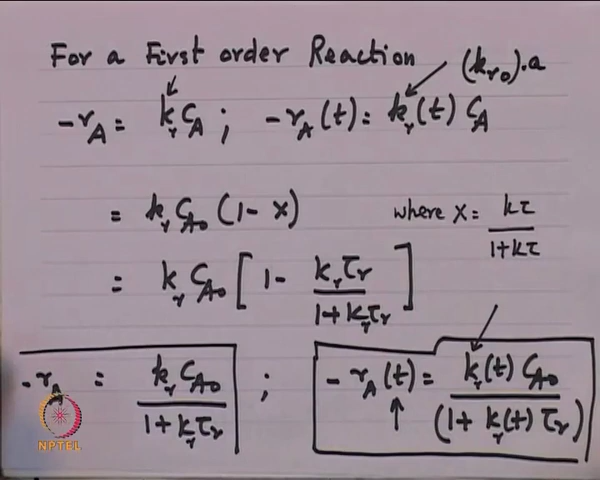 For a First order Reaction (k_r0).a
-r_A = k_r C_A ; -r_A(t) = k_r(t) C_A
= k_r C_A0 (1 - X) where X = kτ / 1+kτ
= k_r C_A0 [ 1 - k_r τ_r / 1+k_r τ_r ]
-r_A = k_r C_A0 / 1+k_r τ_r ; -r_A(t) = k_r(t) C_A0 / (1 + k_r(t) τ_r)
NPTEL